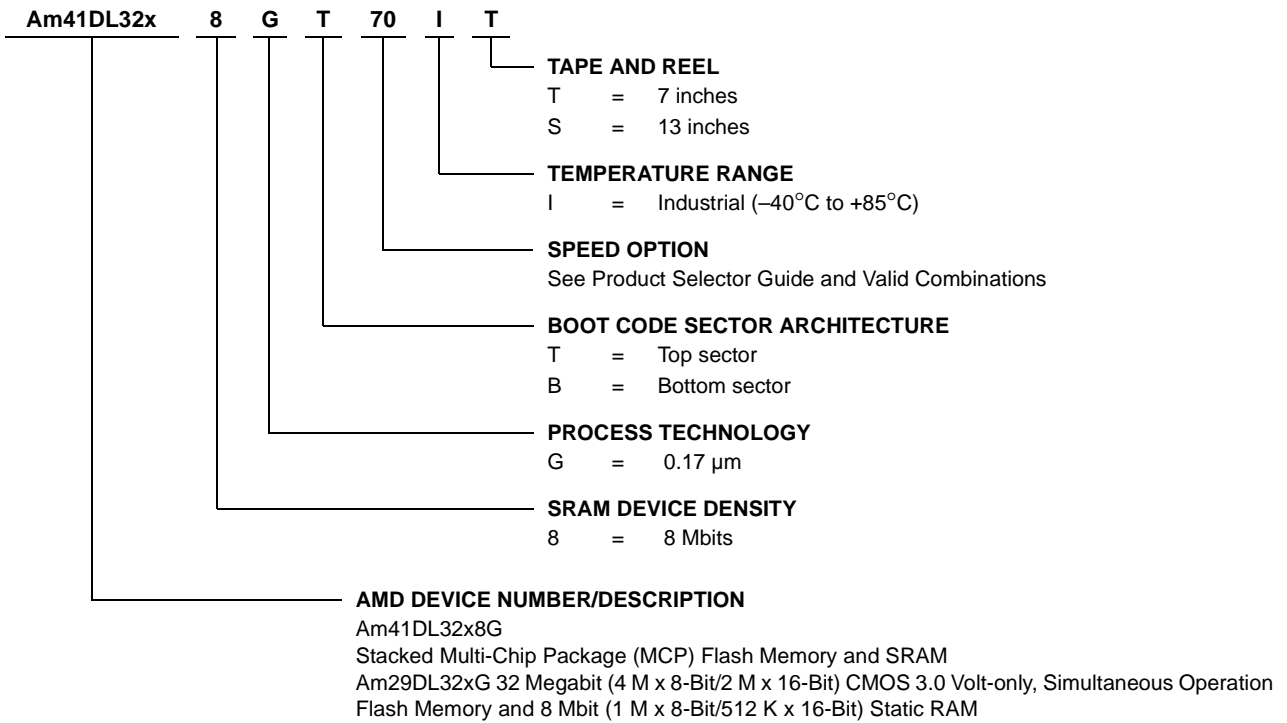 Am41DL32x 8 G T 70 I T
TAPE AND REEL
T = 7 inches
S = 13 inches
TEMPERATURE RANGE
I = Industrial (–40°C to +85°C)
SPEED OPTION
See Product Selector Guide and Valid Combinations
BOOT CODE SECTOR ARCHITECTURE
T = Top sector
B = Bottom sector
PROCESS TECHNOLOGY
G = 0.17 µm
SRAM DEVICE DENSITY
8 = 8 Mbits
AMD DEVICE NUMBER/DESCRIPTION
Am41DL32x8G
Stacked Multi-Chip Package (MCP) Flash Memory and SRAM
Am29DL32xG 32 Megabit (4 M x 8-Bit/2 M x 16-Bit) CMOS 3.0 Volt-only, Simultaneous Operation
Flash Memory and 8 Mbit (1 M x 8-Bit/512 K x 16-Bit) Static RAM